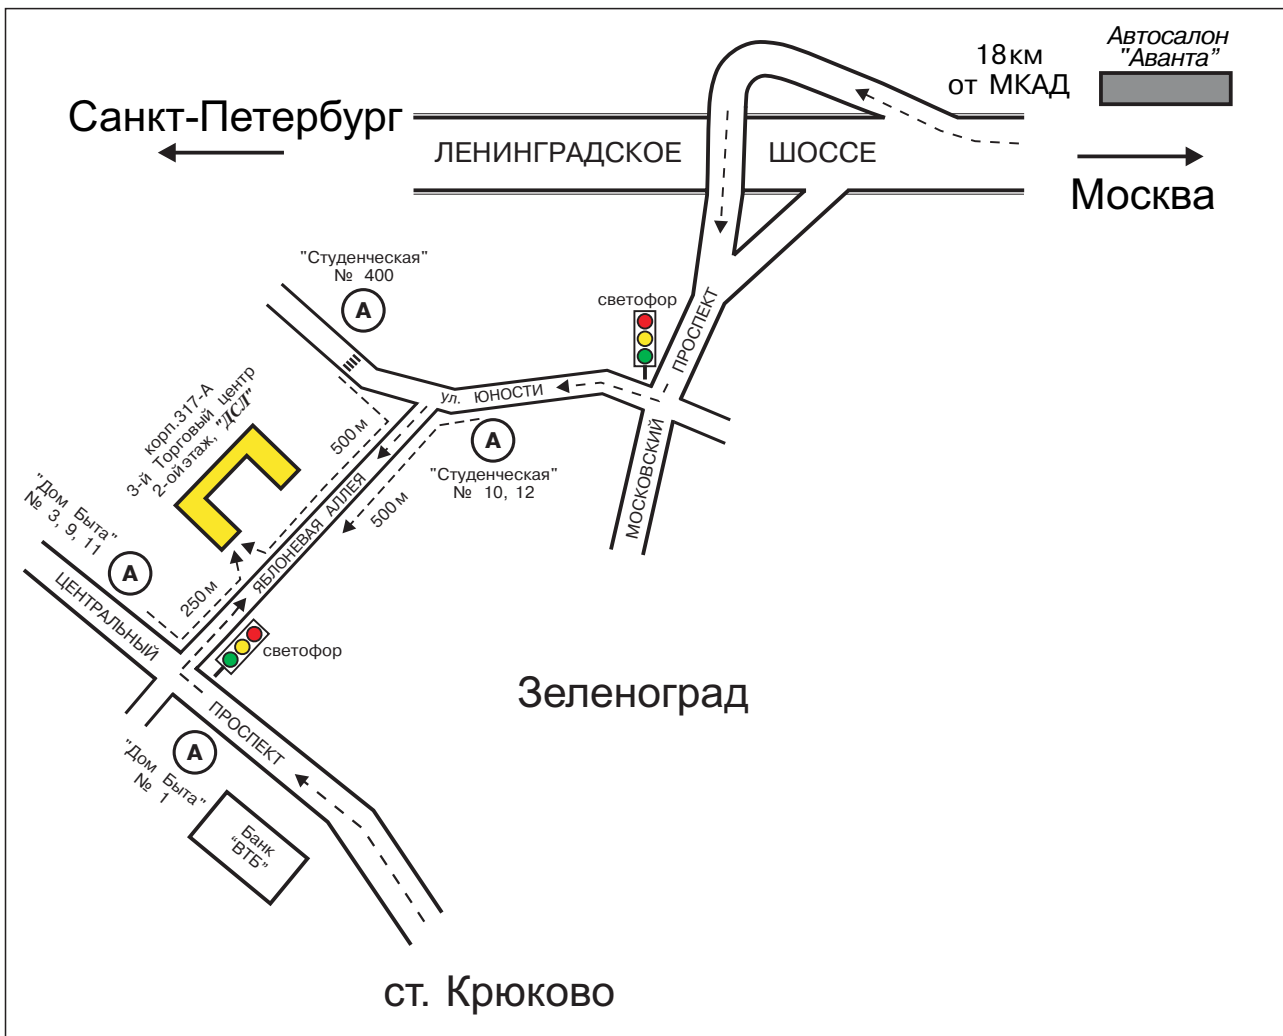 Автосалон
"Аванта"
18 км
от МКАД
Санкт-Петербург
ЛЕНИНГРАДСКОЕ ШОССЕ
Москва
"Студенческая"
№ 400
А
светофор
ПРОСПЕКТ
МОСКОВСКИЙ
ул. ЮНОСТИ
А
"Студенческая"
№ 10, 12
500 м
500 м
корп.317-А
3-й Торговый центр
2-ой этаж, "ДСЛ"
ЯБЛОНЕВАЯ АЛЛЕЯ
"Дом Быта"
№ 3, 9, 11
А
250 м
ЦЕНТРАЛЬНЫЙ
ПРОСПЕКТ
светофор
Зеленоград
А
"Дом Быта"
№ 1
Банк
"ВТБ"
ст. Крюково